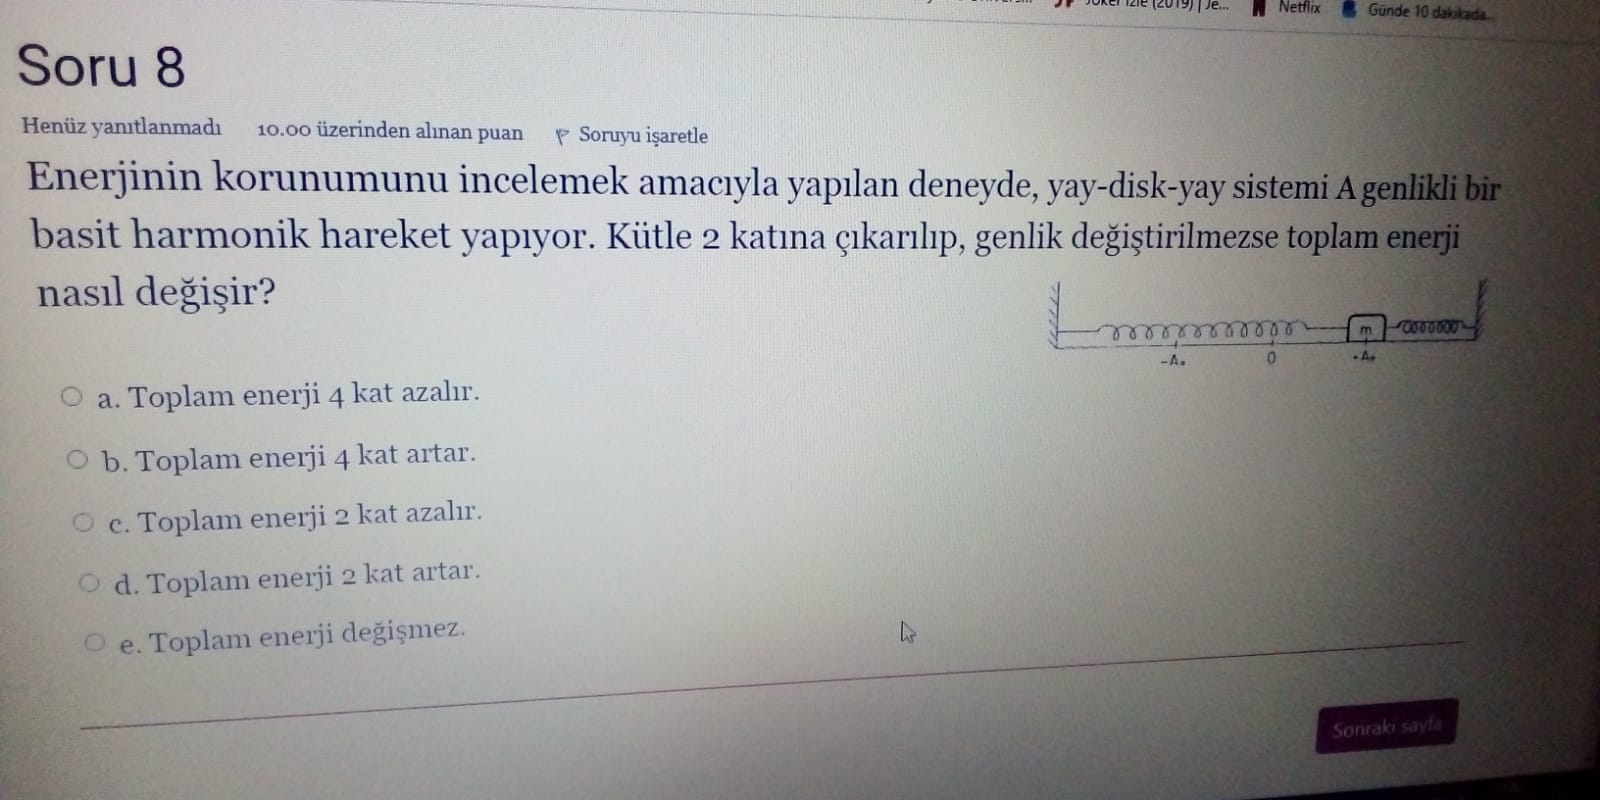 JOKER izle (2019) | Je...
Netflix
Günde 10 dakikada...
Soru 8
Henüz yanıtlanmadı 10.00 üzerinden alınan puan Soruyu işaretle
Enerjinin korunumunu incelemek amacıyla yapılan deneyde, yay-disk-yay sistemi A genlikli bir
basit harmonik hareket yapıyor. Kütle 2 katına çıkarılıp, genlik değiştirilmezse toplam enerji
nasıl değişir?
m
-A₀ 0 +A₀
a. Toplam enerji 4 kat azalır.
b. Toplam enerji 4 kat artar.
c. Toplam enerji 2 kat azalır.
d. Toplam enerji 2 kat artar.
e. Toplam enerji değişmez.
Sonraki sayfa